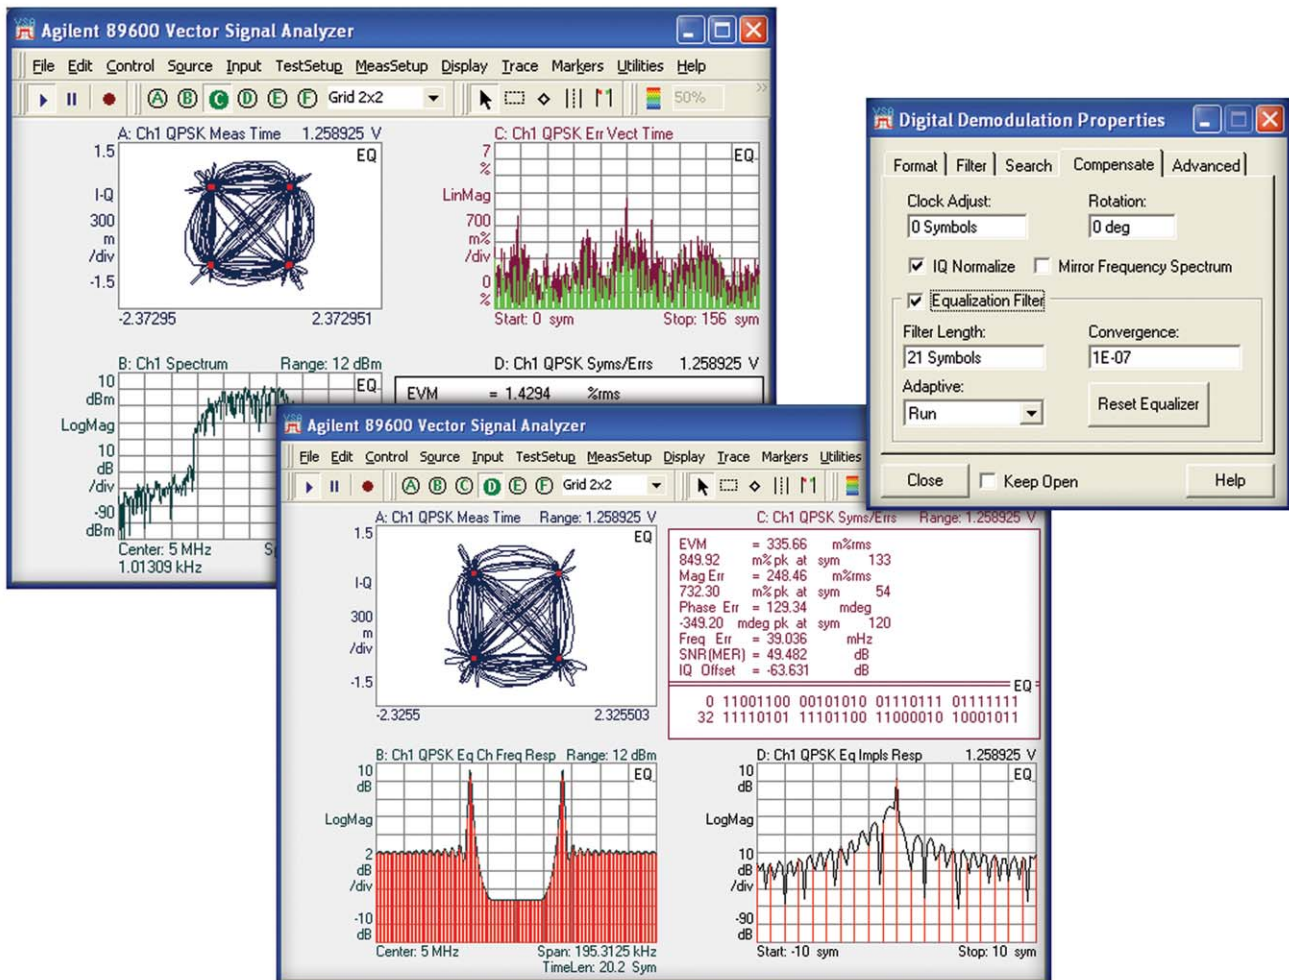 Agilent 89600 Vector Signal Analyzer
File Edit Control Source Input TestSetup MeasSetup Display Trace Markers Utilities Help
A B C D E F Grid 2x2 50%
A: Ch1 QPSK Meas Time 1.258925 V
1.5
EQ
I-Q
300
m
/div
-1.5
-2.37295 2.372951
C: Ch1 QPSK Err Vect Time
7
%
EQ
LinMag
700
m%
/div
0
%
Start: 0 sym Stop: 156 sym
B: Ch1 Spectrum Range: 12 dBm
10
dBm
EQ
LogMag
10
dB
/div
-90
dBm
Center: 5 MHz
1.01309 kHz
D: Ch1 QPSK Syms/Errs 1.258925 V
EVM = 1.4294 %rms
Digital Demodulation Properties
Format Filter Search Compensate Advanced
Clock Adjust: Rotation:
0 Symbols 0 deg
IQ Normalize Mirror Frequency Spectrum
Equalization Filter
Filter Length: Convergence:
21 Symbols 1E-07
Adaptive:
Run Reset Equalizer
Close Keep Open Help
Agilent 89600 Vector Signal Analyzer
File Edit Control Source Input TestSetup MeasSetup Display Trace Markers Utilities
A B C D E F Grid 2x2
A: Ch1 QPSK Meas Time Range: 1.258925 V
1.5
EQ
I-Q
300
m
/div
-1.5
-2.3255 2.325503
C: Ch1 QPSK Syms/Errs Range: 1.258925 V
EVM = 335.66 m%rms
849.92 m% pk at sym 133
Mag Err = 248.46 m%rms
732.30 m% pk at sym 54
Phase Err = 129.34 mdeg
-349.20 mdeg pk at sym 120
Freq Err = 39.036 mHz
SNR(MER) = 49.482 dB
IQ Offset = -63.631 dB
EQ
0 11001100 00101010 01110111 01111111
32 11110101 11101100 11000010 10001011
B: Ch1 QPSK Eq Ch Freq Resp Range: 12 dBm
10
dB
EQ
LogMag
2
dB
/div
-10
dB
Center: 5 MHz Span: 195.3125 kHz
TimeLen: 20.2 Sym
D: Ch1 QPSK Eq Impls Resp 1.258925 V
10
dB
EQ
LogMag
10
dB
/div
-90
dB
Start: -10 sym Stop: 10 sym